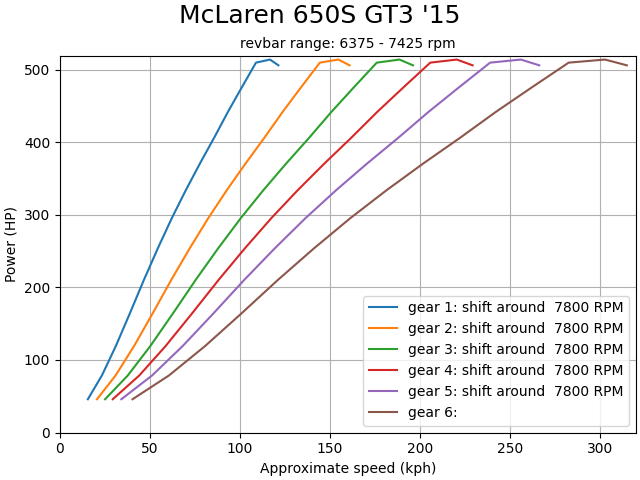 McLaren 650S GT3 '15
revbar range: 6375 - 7425 rpm
Power (HP)
500
400
300
200
100
0
0 50 100 150 200 250 300
Approximate speed (kph)
gear 1: shift around  7800 RPM
gear 2: shift around  7800 RPM
gear 3: shift around  7800 RPM
gear 4: shift around  7800 RPM
gear 5: shift around  7800 RPM
gear 6: